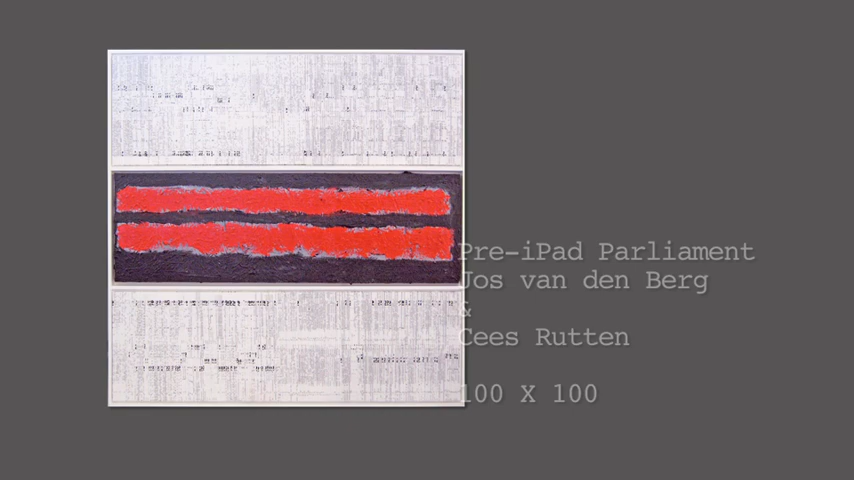 Pre-iPad Parliament
Jos van den Berg
&
Cees Rutten
100 X 100